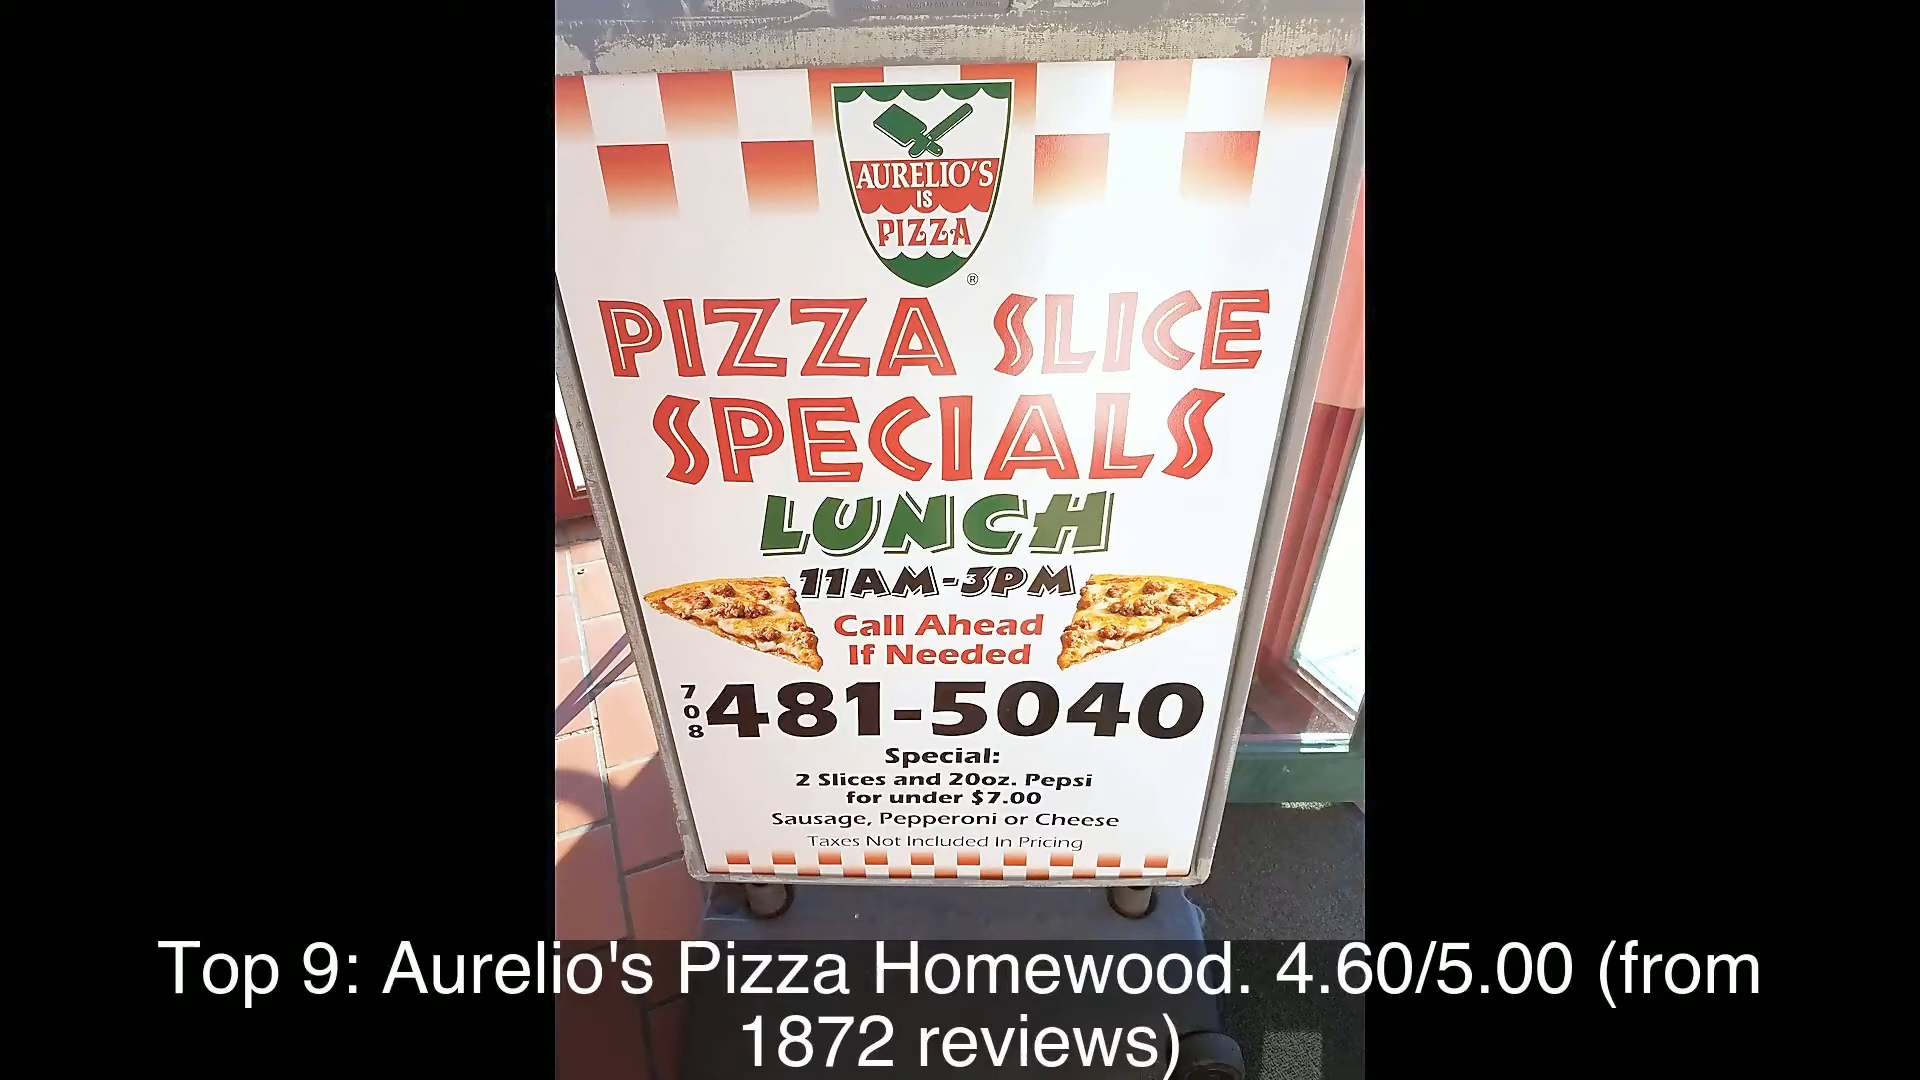 AURELIO'S
IS
PIZZA
®
PIZZA SLICE
SPECIALS
LUNCH
11AM-3PM
Call Ahead
If Needed
708 481-5040
Special:
2 Slices and 20oz. Pepsi
for under $7.00
Sausage, Pepperoni or Cheese
Taxes Not Included In Pricing
Top 9: Aurelio's Pizza Homewood. 4.60/5.00 (from
1872 reviews)